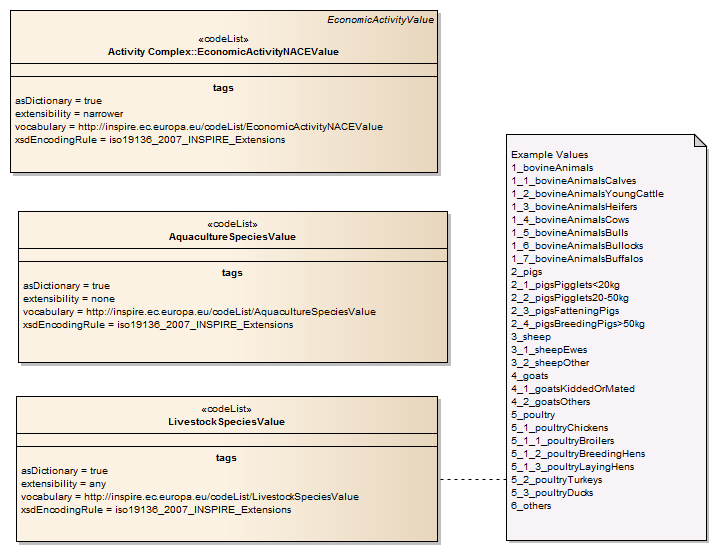 EconomicActivityValue
«codeList»
Activity Complex::EconomicActivityNACEValue
tags
asDictionary = true
extensibility = narrower
vocabulary = http://inspire.ec.europa.eu/codeList/EconomicActivityNACEValue
xsdEncodingRule = iso19136_2007_INSPIRE_Extensions
«codeList»
AquacultureSpeciesValue
tags
asDictionary = true
extensibility = none
vocabulary = http://inspire.ec.europa.eu/codeList/AquacultureSpeciesValue
xsdEncodingRule = iso19136_2007_INSPIRE_Extensions
«codeList»
LivestockSpeciesValue
tags
asDictionary = true
extensibility = any
vocabulary = http://inspire.ec.europa.eu/codeList/LivestockSpeciesValue
xsdEncodingRule = iso19136_2007_INSPIRE_Extensions
Example Values
1_bovineAnimals
1_1_bovineAnimalsCalves
1_2_bovineAnimalsYoungCattle
1_3_bovineAnimalsHeifers
1_4_bovineAnimalsCows
1_5_bovineAnimalsBulls
1_6_bovineAnimalsBullocks
1_7_bovineAnimalsBuffalos
2_pigs
2_1_pigsPigglets<20kg
2_2_pigsPigglets20-50kg
2_3_pigsFatteningPigs
2_4_pigsBreedingPigs>50kg
3_sheep
3_1_sheepEwes
3_2_sheepOther
4_goats
4_1_goatsKiddedOrMated
4_2_goatsOthers
5_poultry
5_1_poultryChickens
5_1_1_poultryBroilers
5_1_2_poultryBreedingHens
5_1_3_poultryLayingHens
5_2_poultryTurkeys
5_3_poultryDucks
6_others